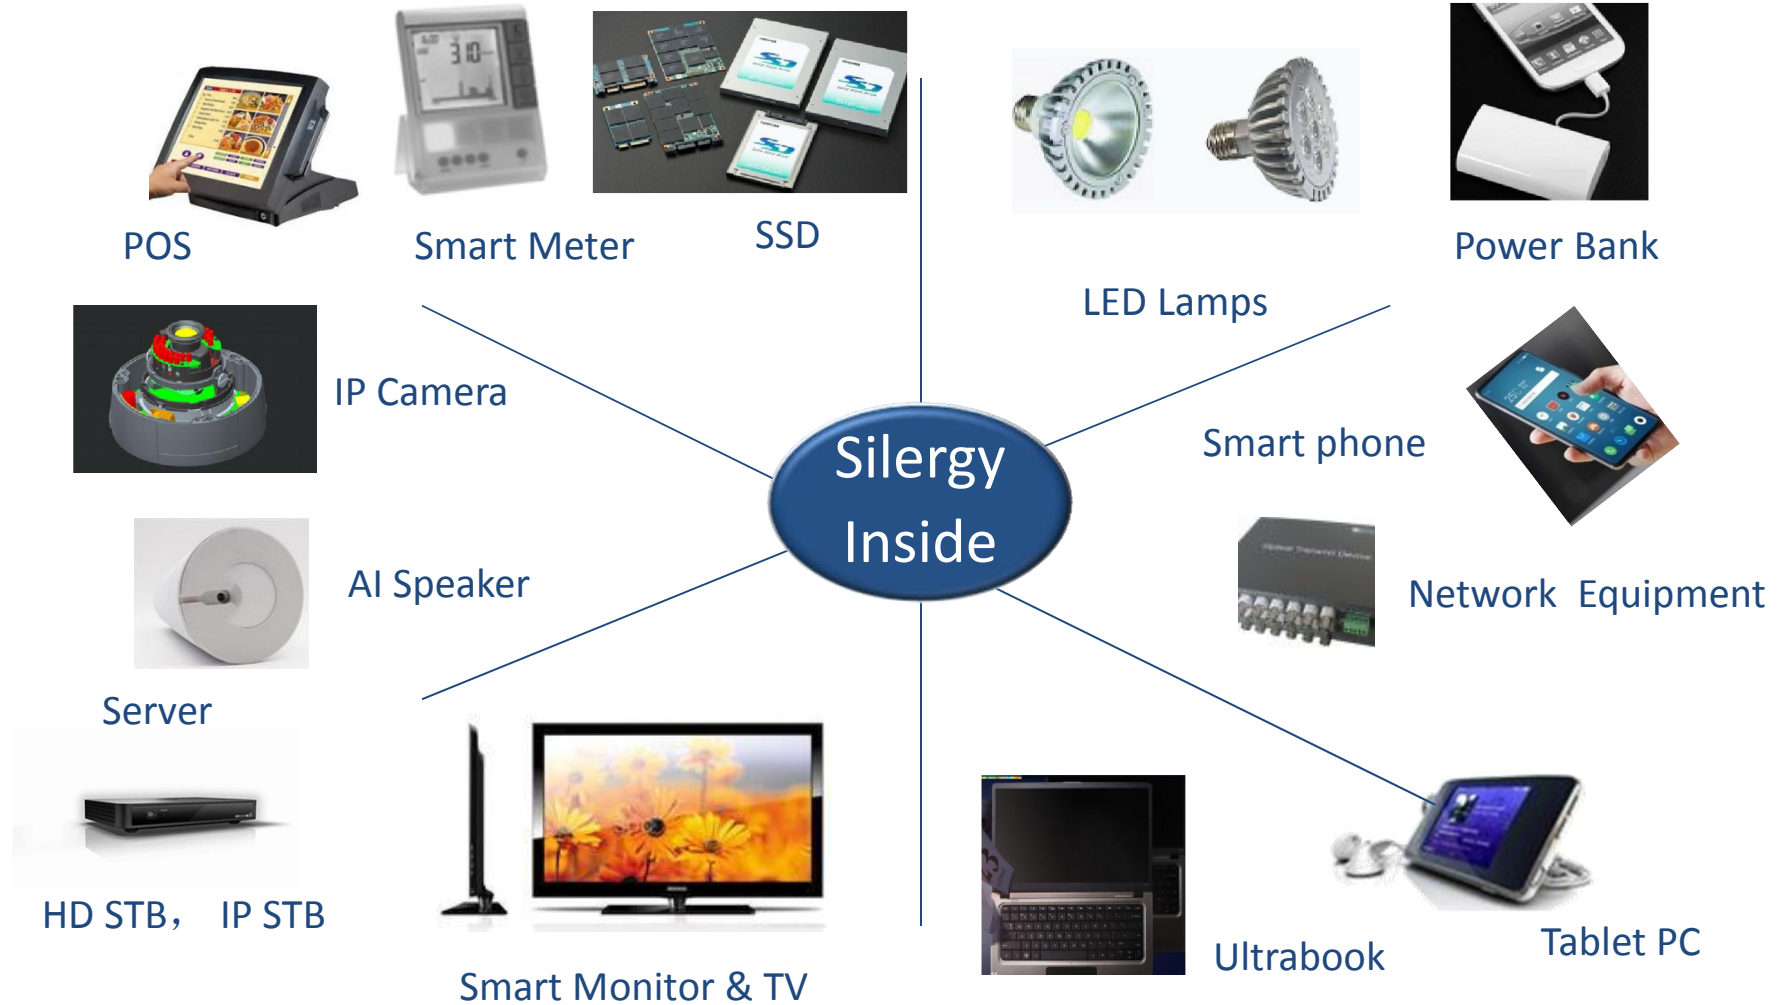 POS
Smart Meter
SSD
LED Lamps
Power Bank
IP Camera
Smart phone
Silergy
Inside
AI Speaker
Network Equipment
Server
HD STB， IP STB
Smart Monitor & TV
Ultrabook
Tablet PC